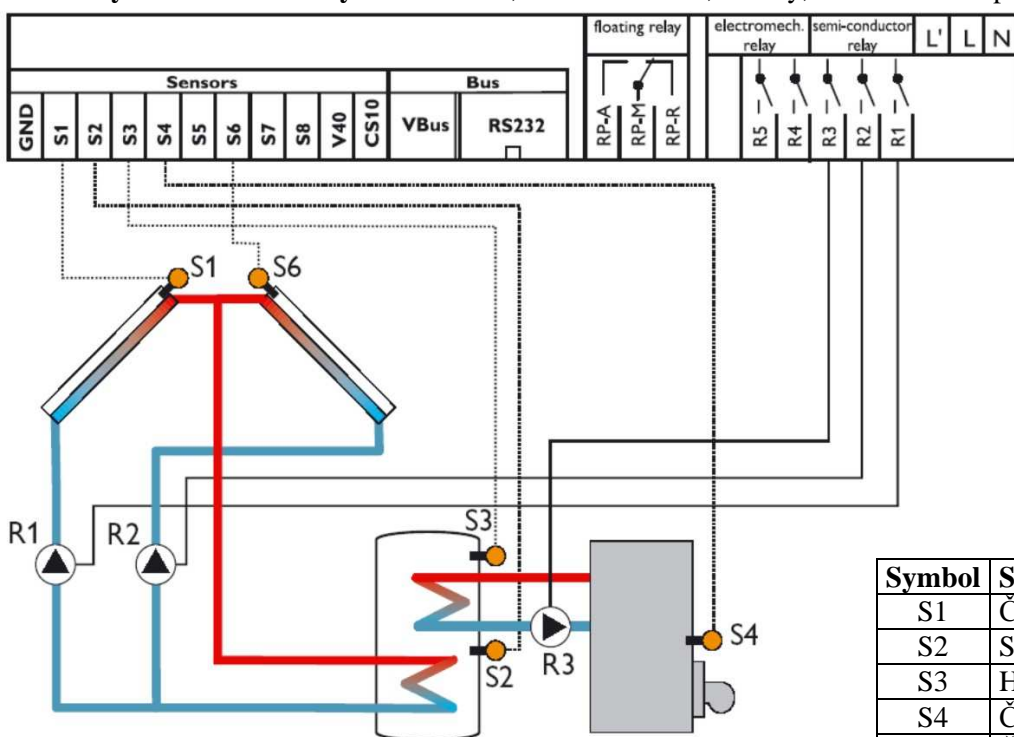 floating relay electromech. relay semi-conductor relay L' L N
Sensors Bus
GND S1 S2 S3 S4 S5 S6 S7 S8 V40 CS10 VBus RS232 RP-A RP-M RP-R R5 R4 R3 R2 R1
S1 S6
R1 R2 S3
S4
S2 R3
Symbol
S1
S2
S3
S4